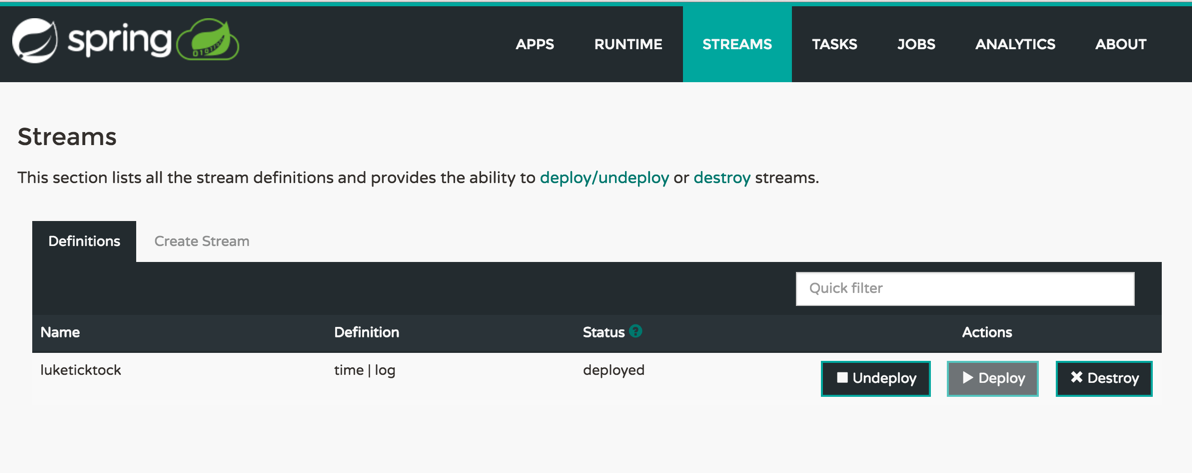 spring
APPS RUNTIME STREAMS TASKS JOBS ANALYTICS ABOUT
Streams
This section lists all the stream definitions and provides the ability to deploy/undeploy or destroy streams.
Definitions Create Stream
Quick filter
Name Definition Status ? Actions
luketicktock time | log deployed Undeploy Deploy Destroy